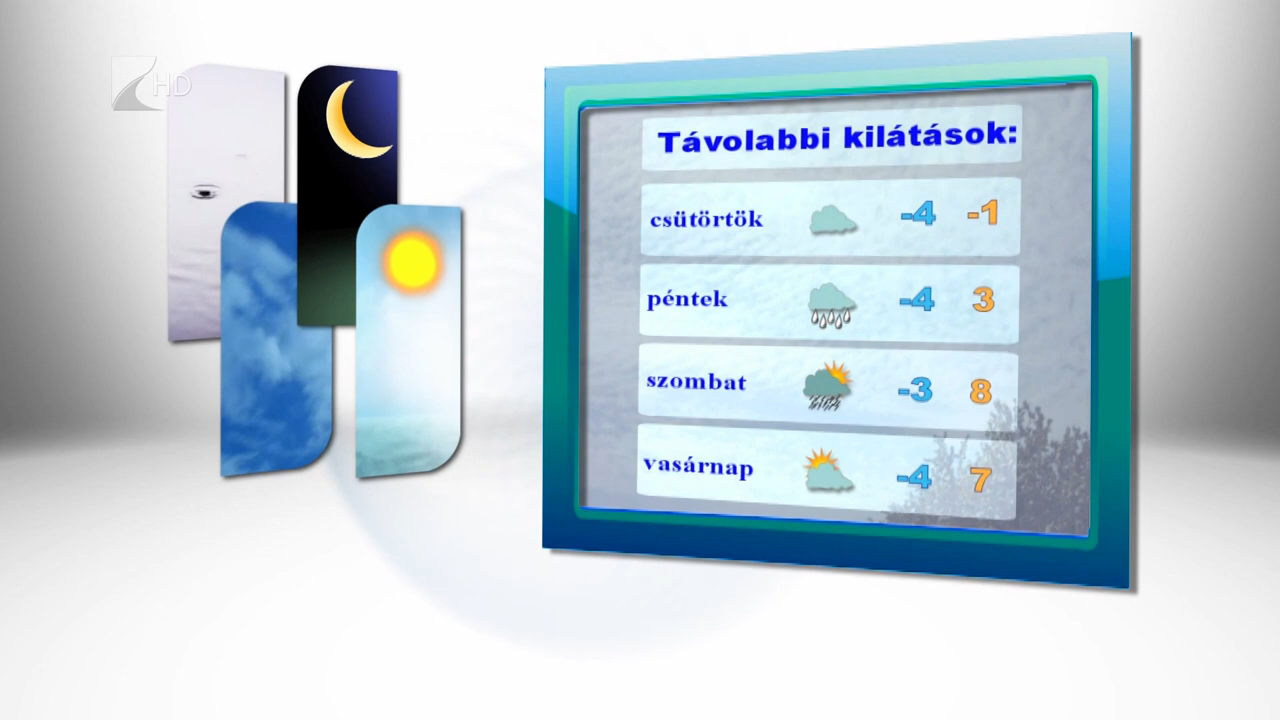 HD
Távolabbi kilátások:
csütörtök -4 -1
péntek -4 3
szombat -3 8
vasárnap -4 7